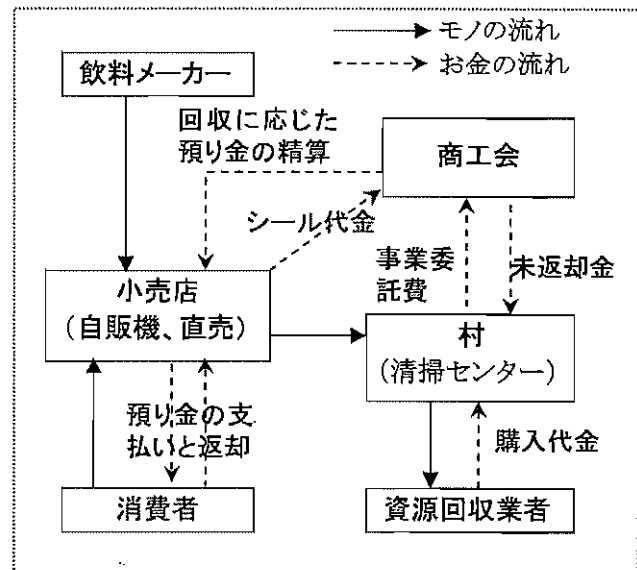 モノの流れ
お金の流れ
飲料メーカー
回収に応じた
預り金の精算
商工会
シール代金
事業委
託費
未返却金
小売店
（自販機、直売）
村
（清掃センター）
預り金の支
払いと返却
購入代金
消費者
資源回収業者